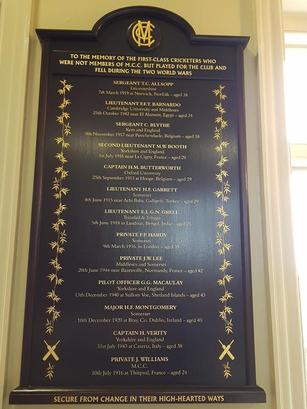 MCC
TO THE MEMORY OF THE FIRST-CLASS CRICKETERS WHO
WERE NOT MEMBERS OF M.C.C. BUT PLAYED FOR THE CLUB AND
FELL DURING THE TWO WORLD WARS
SERGEANT T.C. ALLSOPP
Leicestershire
7th March 1919 at Norwich, Norfolk – aged 38
LIEUTENANT F.F.T. BARNARDO
Cambridge University and Middlesex
25th October 1942 near El Alamein, Egypt – aged 24
SERGEANT C. BLYTHE
Kent and England
8th November 1917 near Passchendaele, Belgium – aged 38
SECOND LIEUTENANT M.W. BOOTH
Yorkshire and England
1st July 1916 near La Cigny, France – aged 29
CAPTAIN H.M. BUTTERWORTH
Oxford University
25th September 1915 at Hooge, Belgium – aged 29
LIEUTENANT H.F. GARRETT
Somerset
4th June 1915 near Achi Baba, Gallipoli, Turkey – aged 29
LIEUTENANT E.L.G.N. GRELL
Trinidad & Tobago
PRIVATE F.P. HARDY
Somerset
9th March 1916, in London
PRIVATE J.W. LEE
Middlesex and Somerset
20th June 1944 near Bazenville, Normandy, France – aged 42
PILOT OFFICER G.G. MACAULAY
Yorkshire and England
13th December 1940 at Sullom Voe, Shetland Islands – aged 43
MAJOR H.F. MONTGOMERY
Somerset
10th December 1920 at Bray, Co. Dublin, Ireland – aged 40
CAPTAIN H. VERITY
Yorkshire and England
31st July 1943 at Caserta, Italy – aged 38
PRIVATE J. WILLIAMS
M.C.C.
10th July 1916 at Thiepval, France – aged 24
SECURE FROM CHANGE IN THEIR HIGH-HEARTED WAYS